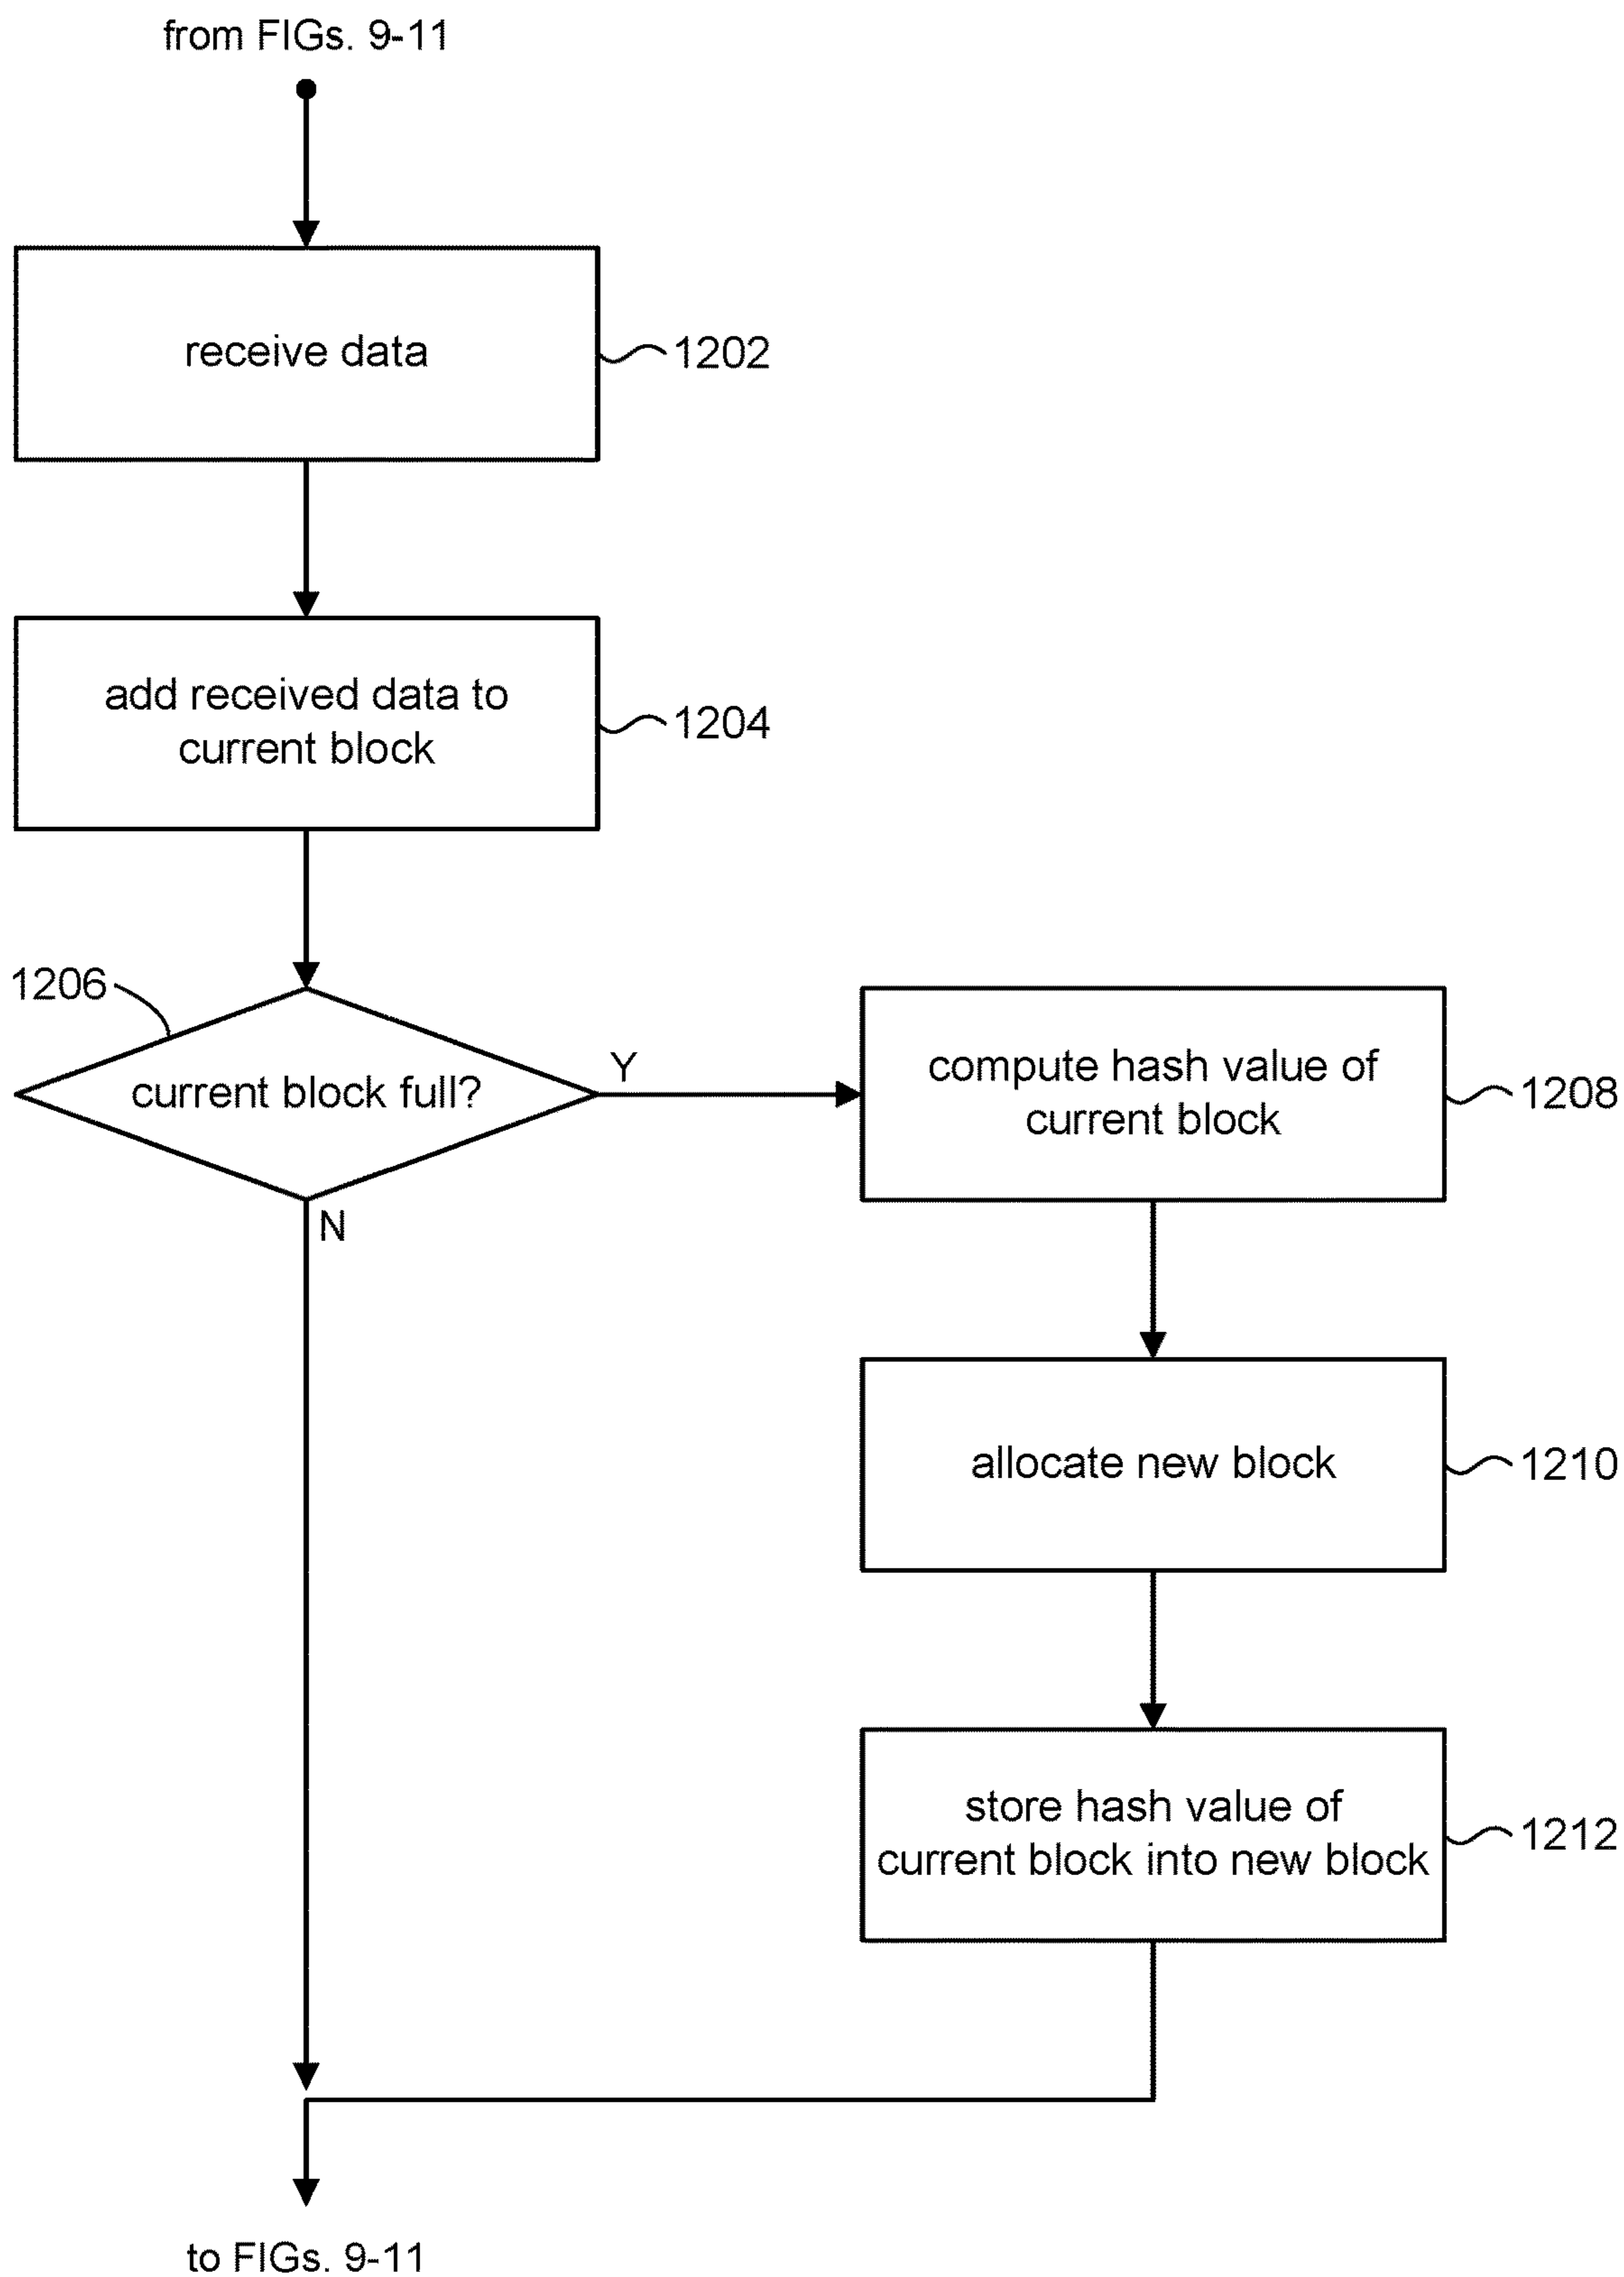 from FIGs. 9-11
receive data
1202
add received data to
current block
1204
1206
current block full?
Y
N
compute hash value of
current block
1208
allocate new block
1210
store hash value of
current block into new block
1212
to FIGs. 9-11